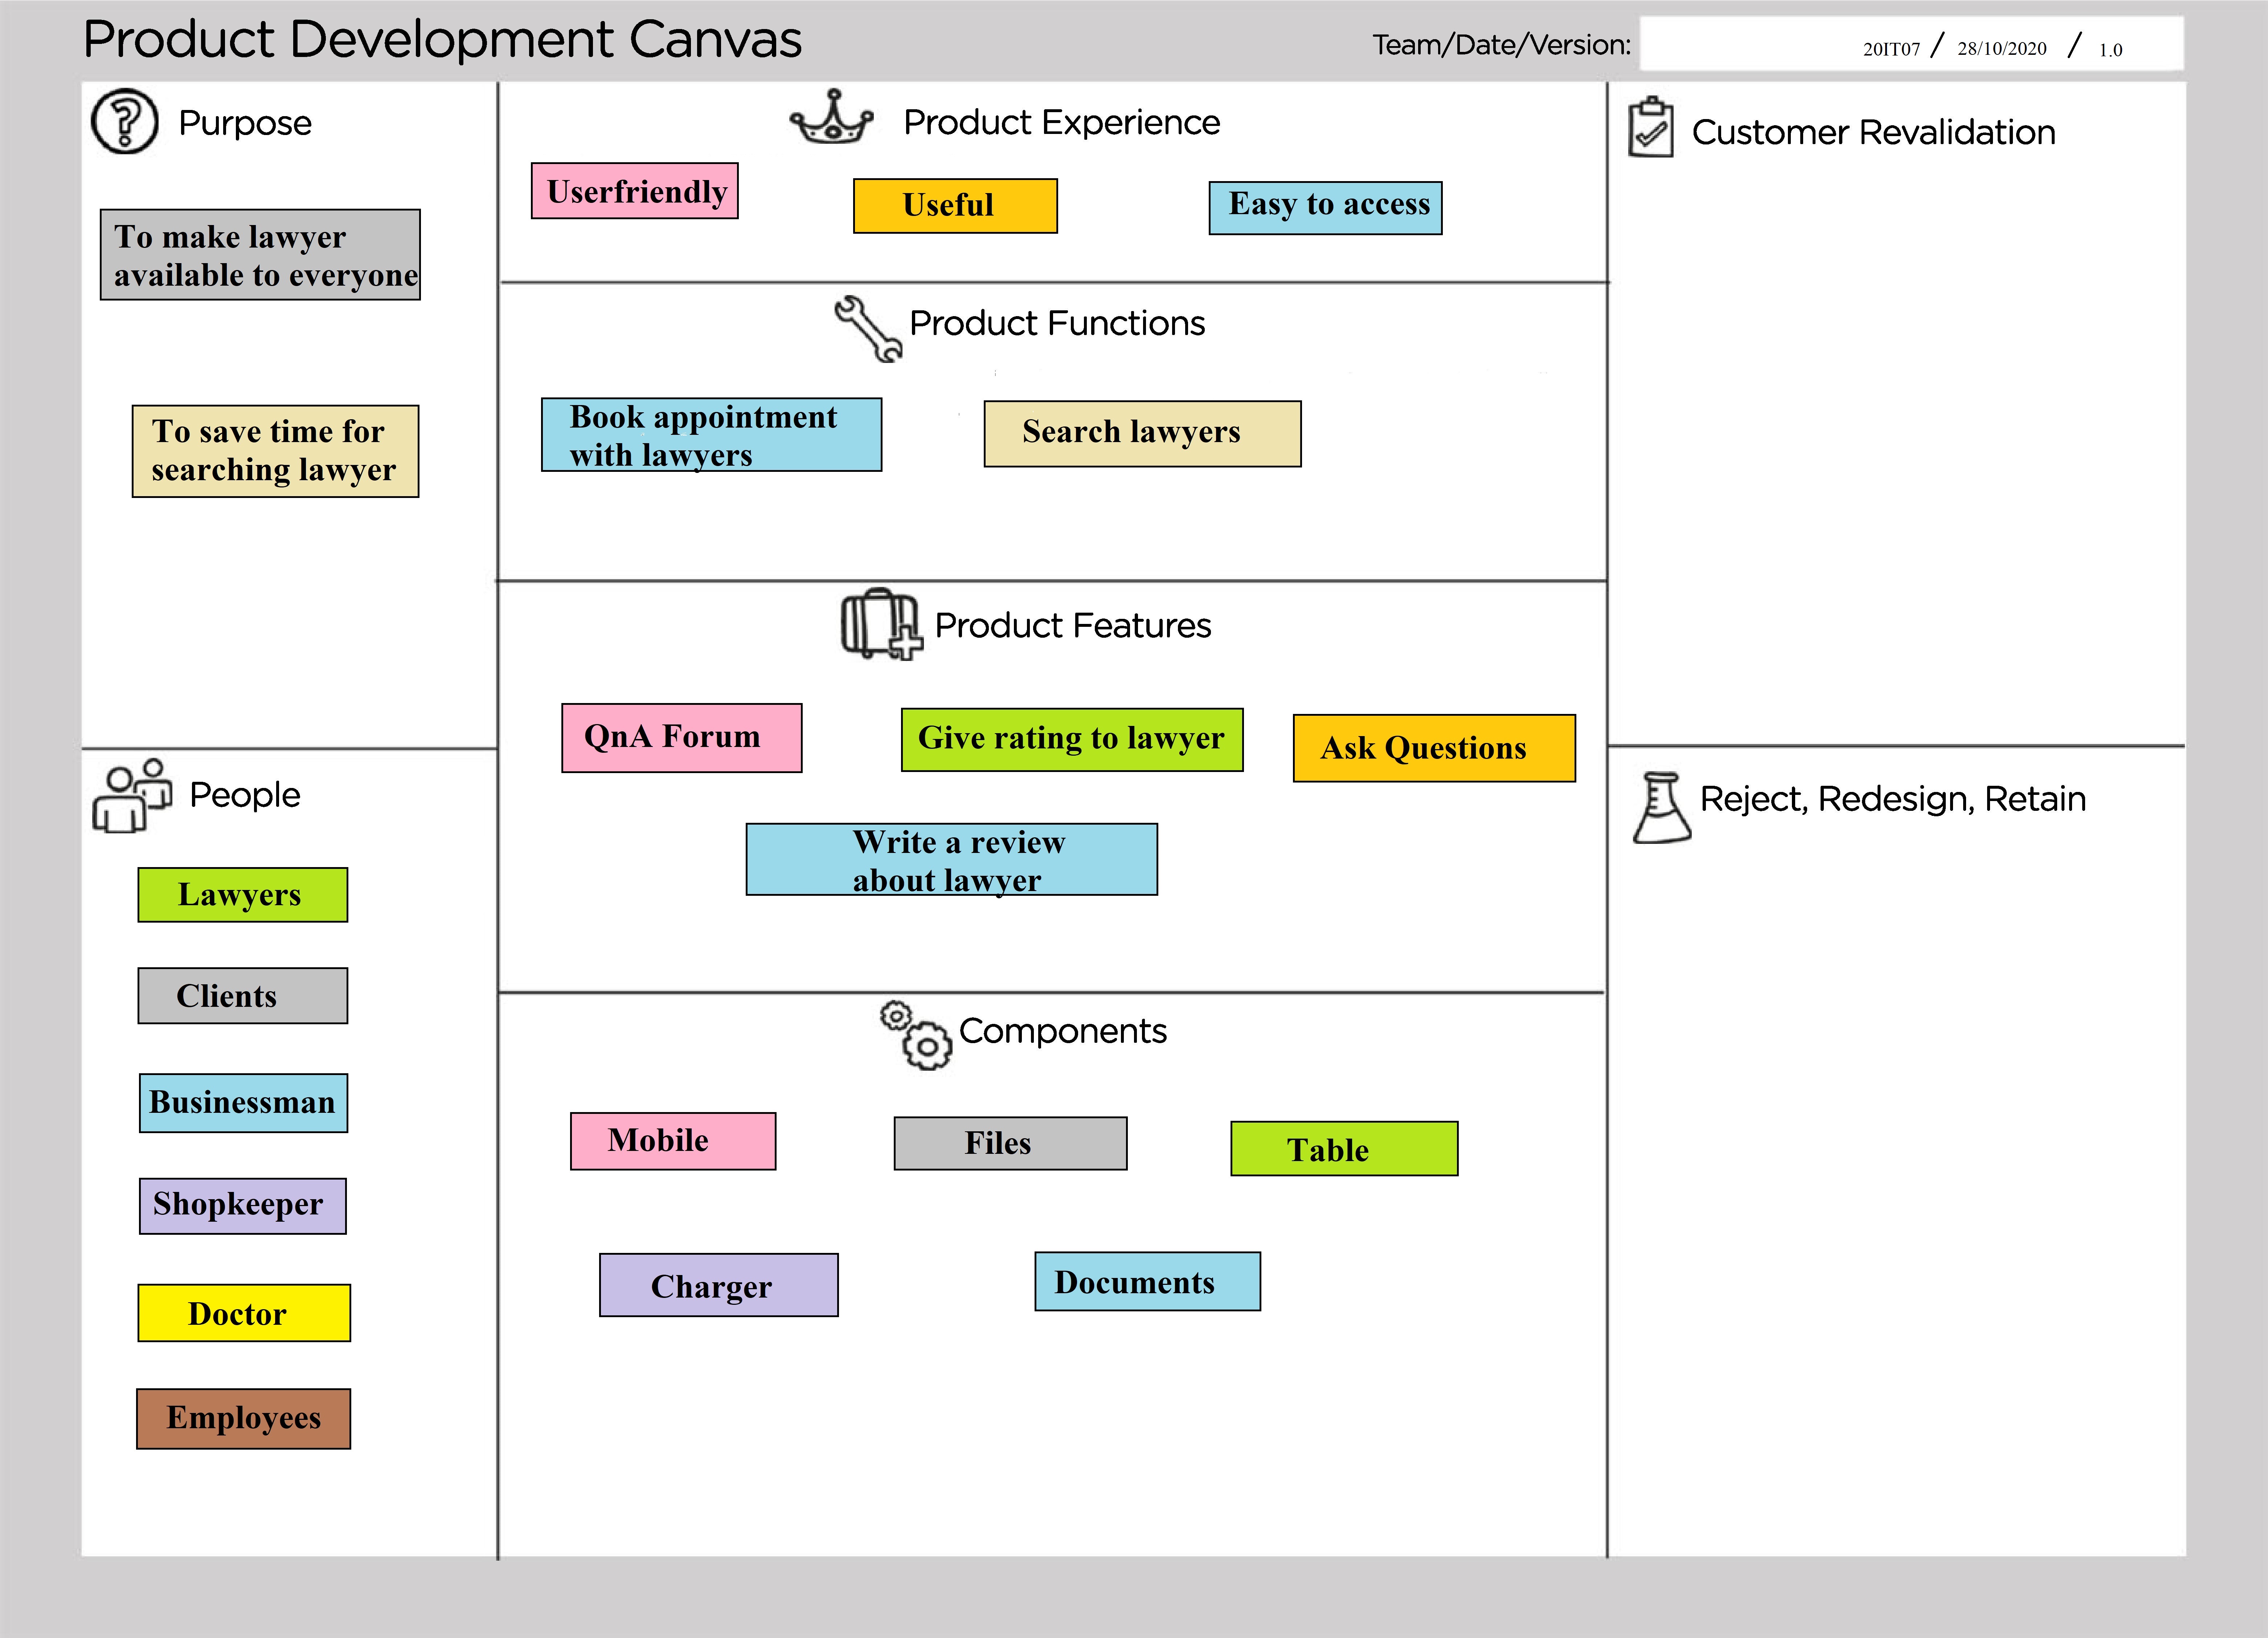 Product Development Canvas
Team/Date/Version:
20IT07 / 28/10/2020 / 1.0
Purpose
To make lawyer
available to everyone
To save time for
searching lawyer
People
Lawyers
Clients
Businessman
Shopkeeper
Doctor
Employees
Product Experience
Userfriendly
Useful
Easy to access
Product Functions
Book appointment
with lawyers
Search lawyers
Product Features
QnA Forum
Give rating to lawyer
Ask Questions
Write a review
about lawyer
Components
Mobile
Files
Table
Charger
Documents
Customer Revalidation
Reject, Redesign, Retain